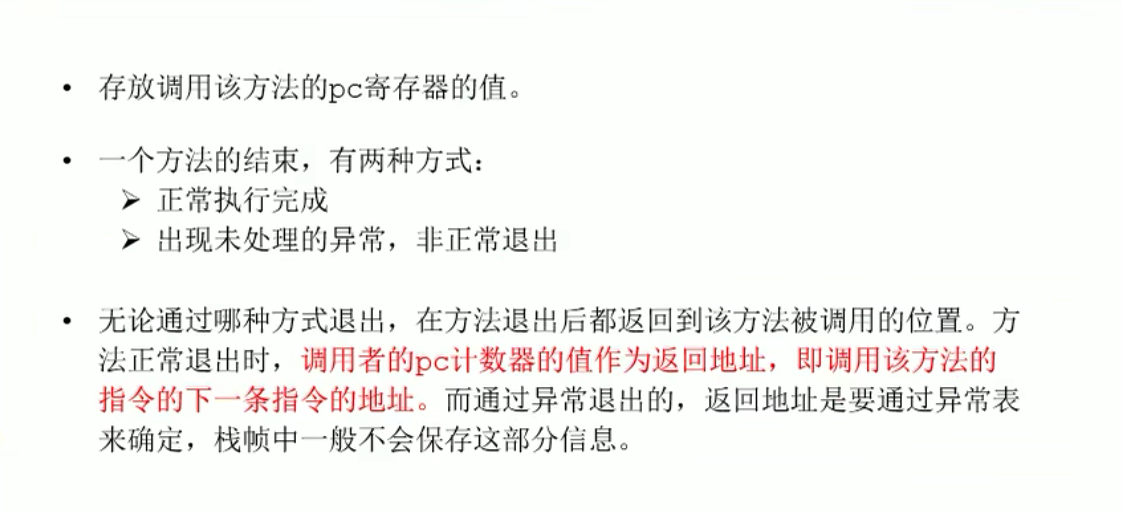 • 存放调用该方法的pc寄存器的值。
• 一个方法的结束，有两种方式：
➢ 正常执行完成
➢ 出现未处理的异常，非正常退出
• 无论通过哪种方式退出，在方法退出后都返回到该方法被调用的位置。方
法正常退出时，调用者的pc计数器的值作为返回地址，即调用该方法的
指令的下一条指令的地址。而通过异常退出的，返回地址是要通过异常表
来确定，栈帧中一般不会保存这部分信息。